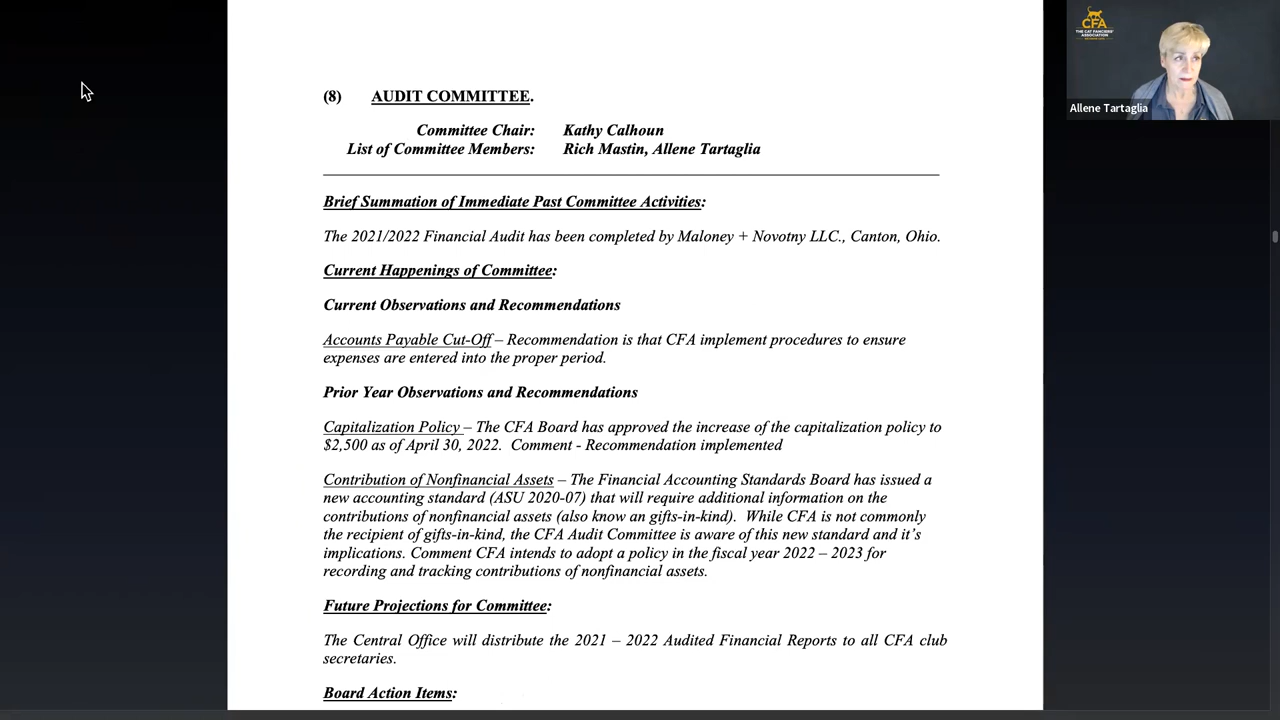 (8) AUDIT COMMITTEE.
Committee Chair: Kathy Calhoun
List of Committee Members: Rich Mastin, Allene Tartaglia
Brief Summation of Immediate Past Committee Activities:
The 2021/2022 Financial Audit has been completed by Maloney + Novotny LLC., Canton, Ohio.
Current Happenings of Committee:
Current Observations and Recommendations
Accounts Payable Cut-Off – Recommendation is that CFA implement procedures to ensure
expenses are entered into the proper period.
Prior Year Observations and Recommendations
Capitalization Policy – The CFA Board has approved the increase of the capitalization policy to
$2,500 as of April 30, 2022. Comment - Recommendation implemented
Contribution of Nonfinancial Assets – The Financial Accounting Standards Board has issued a
new accounting standard (ASU 2020-07) that will require additional information on the
contributions of nonfinancial assets (also know an gifts-in-kind). While CFA is not commonly
the recipient of gifts-in-kind, the CFA Audit Committee is aware of this new standard and it’s
implications. Comment CFA intends to adopt a policy in the fiscal year 2022 – 2023 for
recording and tracking contributions of nonfinancial assets.
Future Projections for Committee:
The Central Office will distribute the 2021 – 2022 Audited Financial Reports to all CFA club
secretaries.
Board Action Items:
CFA
THE CAT FANCIERS'
ASSOCIATION
Allene Tartaglia